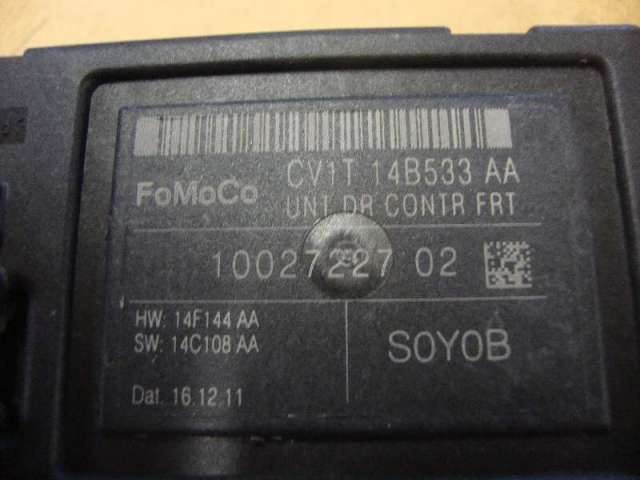 FoMoCo CV1T 14B533 AA
UNT DR CONTR FRT
10027227 02
HW: 14F144 AA
SW: 14C108 AA
S0Y0B
Dat. 16.12.11